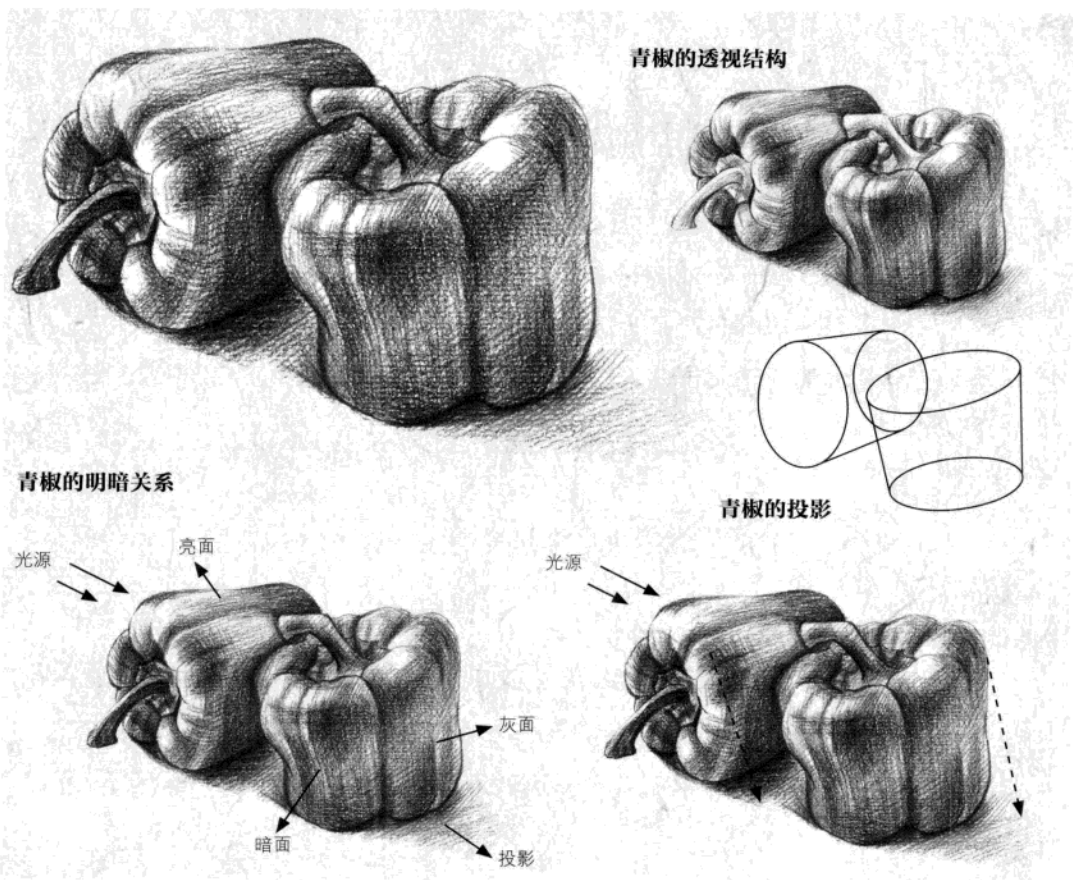 青椒的透视结构
青椒的明暗关系
青椒的投影
光源
亮面
灰面
暗面
投影
光源